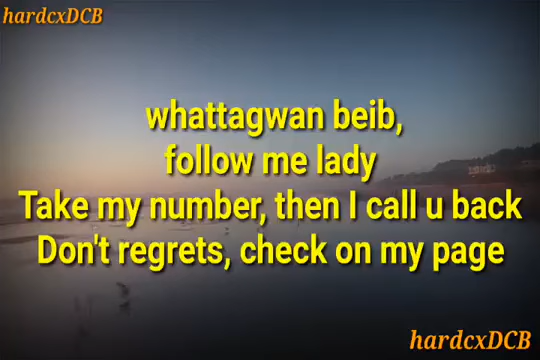 hardcxDCB
whattagwan beib,
follow me lady
Take my number, then I call u back
Don't regrets, check on my page
hardcxDCB